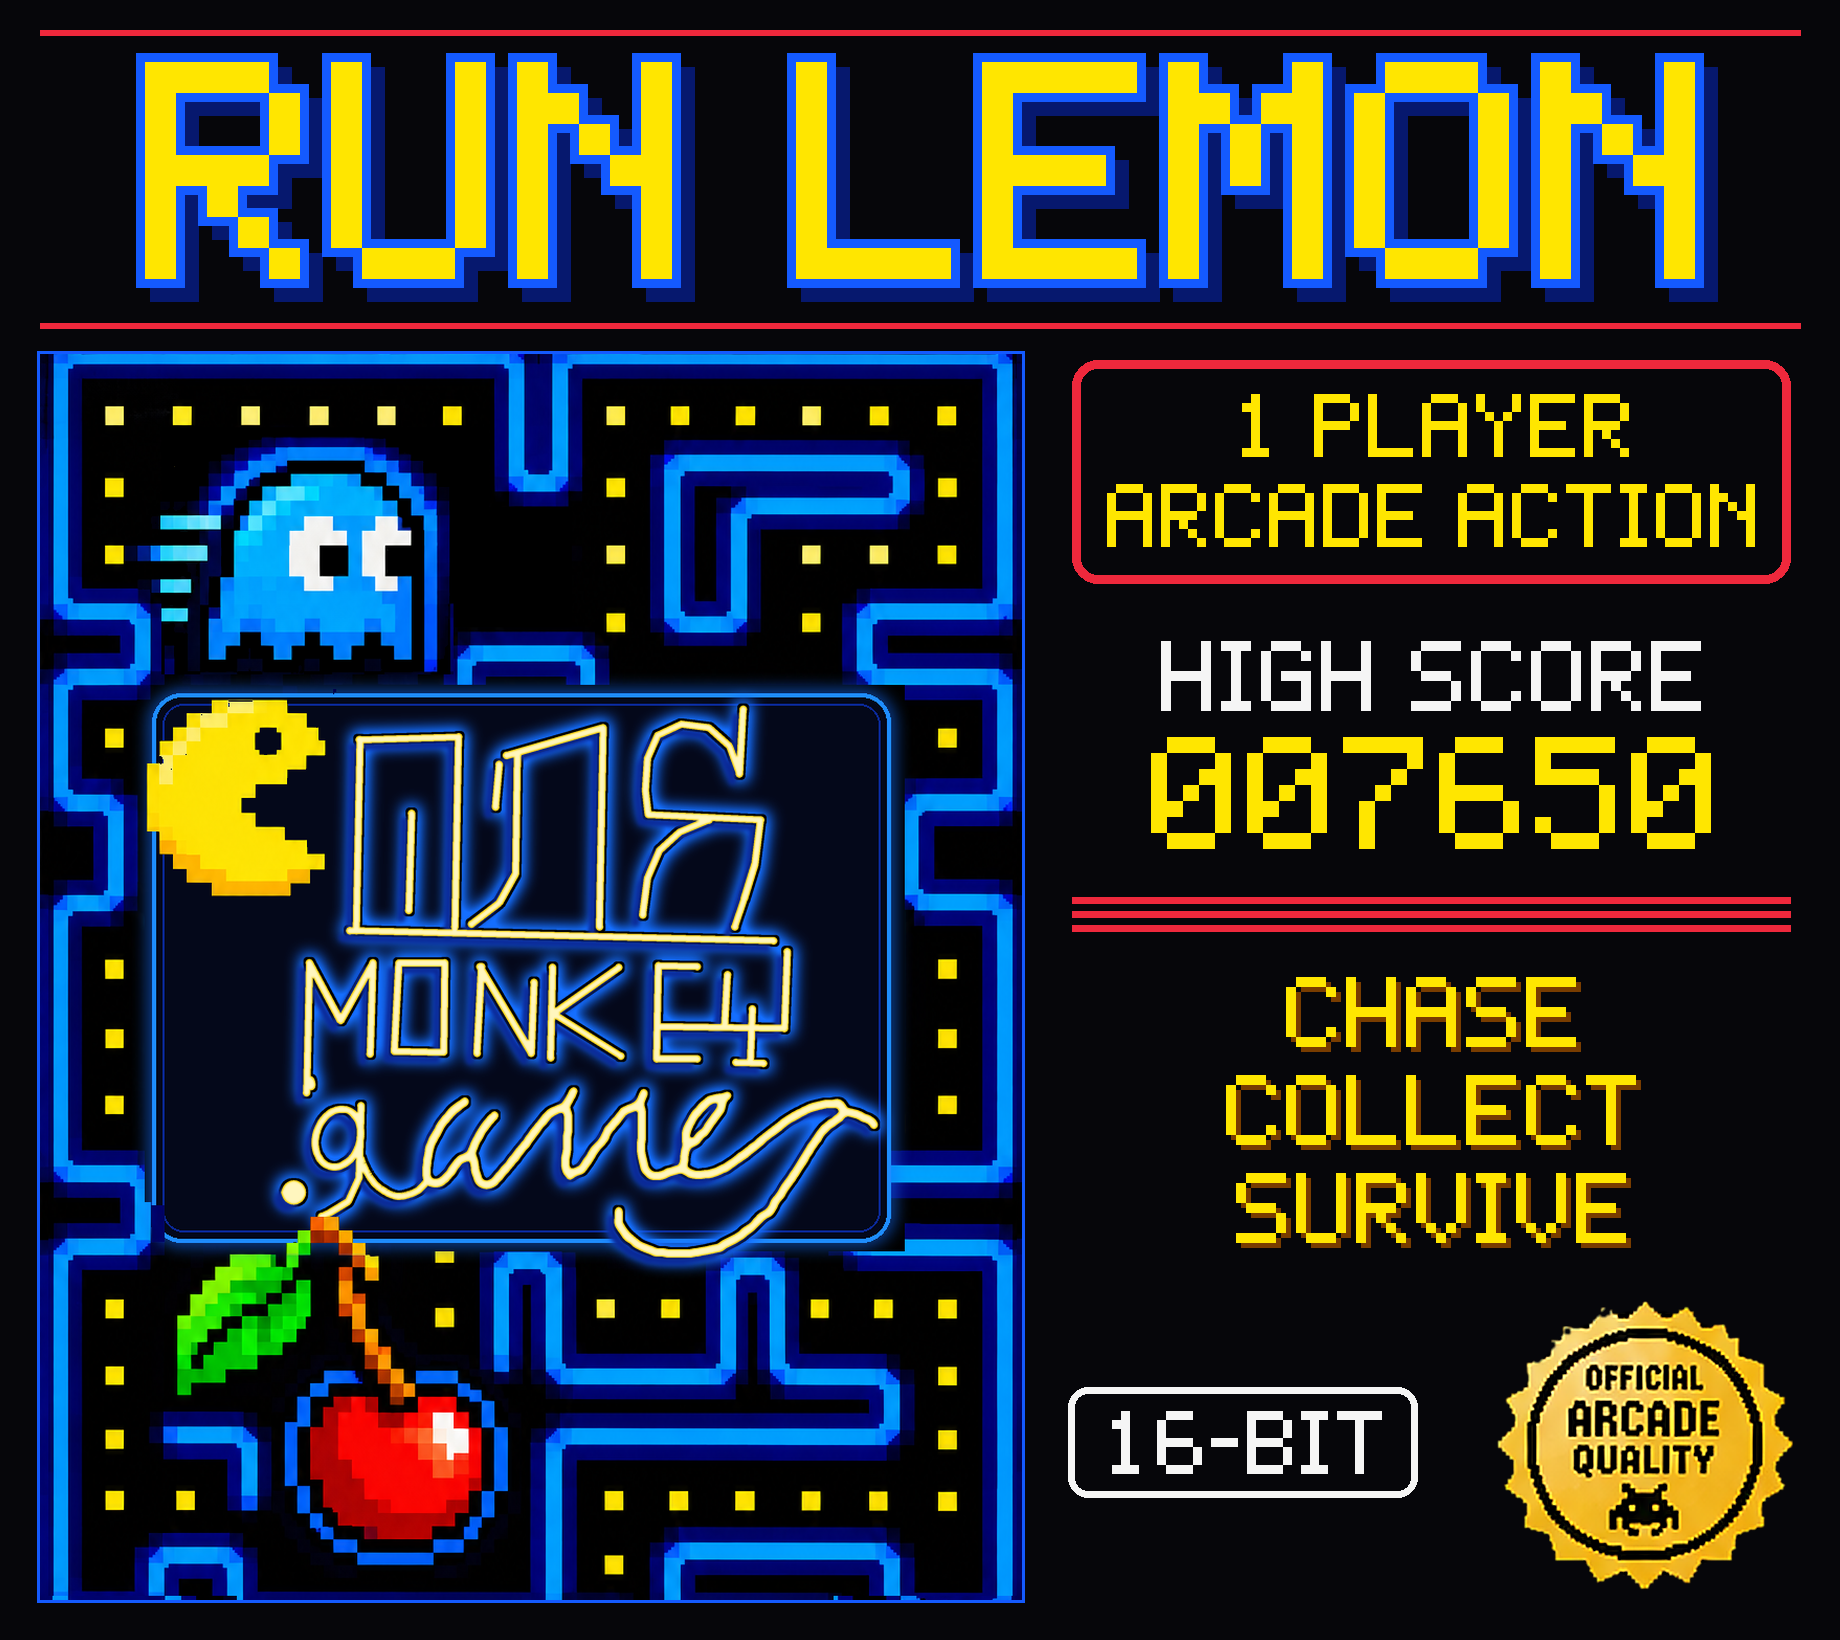 RUN LEMON
1 PLAYER
ARCADE ACTION
HIGH SCORE
007650
MONKEY
games
CHASE
COLLECT
SURVIVE
16-BIT
OFFICIAL
ARCADE
QUALITY